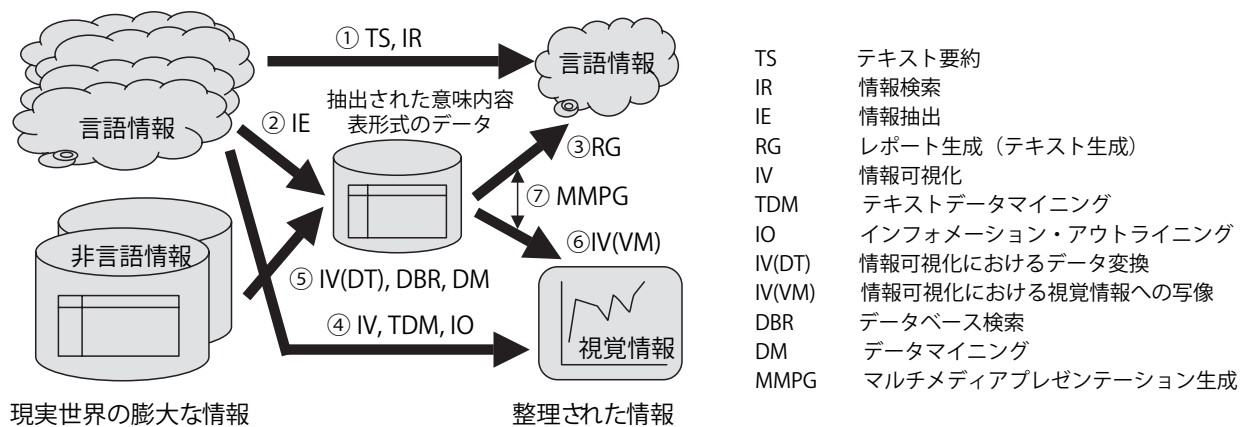 ① TS, IR
言語情報
言語情報
② IE
抽出された意味内容
表形式のデータ
③RG
⑦ MMPG
⑥IV(VM)
非言語情報
⑤ IV(DT), DBR, DM
④ IV, TDM, IO
視覚情報
現実世界の膨大な情報
整理された情報
TS テキスト要約
IR 情報検索
IE 情報抽出
RG レポート生成（テキスト生成）
IV 情報可視化
TDM テキストデータマイニング
IO インフォメーション・アウトライニング
IV(DT) 情報可視化におけるデータ変換
IV(VM) 情報可視化における視覚情報への写像
DBR データベース検索
DM データマイニング
MMPG マルチメディアプレゼンテーション生成